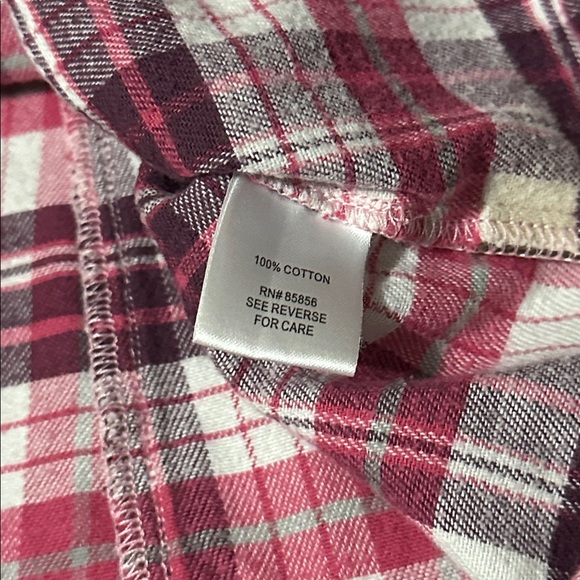 100% COTTON
RN# 85856
SEE REVERSE
FOR CARE